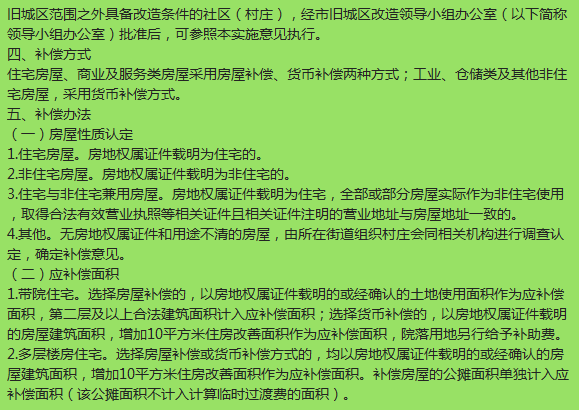 旧城区范围之外具备改造条件的社区（村庄），经市旧城区改造领导小组办公室（以下简称
领导小组办公室）批准后，可参照本实施意见执行。
四、补偿方式
住宅房屋、商业及服务类房屋采用房屋补偿、货币补偿两种方式；工业、仓储类及其他非住
宅房屋，采用货币补偿方式。
五、补偿办法
（一）房屋性质认定
1.住宅房屋。房地权属证件载明为住宅的。
2.非住宅房屋。房地权属证件载明为非住宅的。
3.住宅与非住宅兼用房屋。房地权属证件载明为住宅，全部或部分房屋实际作为非住宅使用
，取得合法有效营业执照等相关证件且相关证件注明的营业地址与房屋地址一致的。
4.其他。无房地权属证件和用途不清的房屋，由所在街道组织村庄会同相关机构进行调查认
定，确定补偿意见。
（二）应补偿面积
1.带院住宅。选择房屋补偿的，以房地权属证件载明的或经确认的土地使用面积作为应补偿
面积，第二层及以上合法建筑面积计入应补偿面积；选择货币补偿的，以房地权属证件载明
的房屋建筑面积，增加10平方米住房改善面积作为应补偿面积，院落用地另行给予补助费。
2.多层楼房住宅。选择房屋补偿或货币补偿方式的，均以房地权属证件载明的或经确认的房
屋建筑面积，增加10平方米住房改善面积作为应补偿面积。补偿房屋的公摊面积单独计入应
补偿面积（该公摊面积不计入计算临时过渡费的面积）。